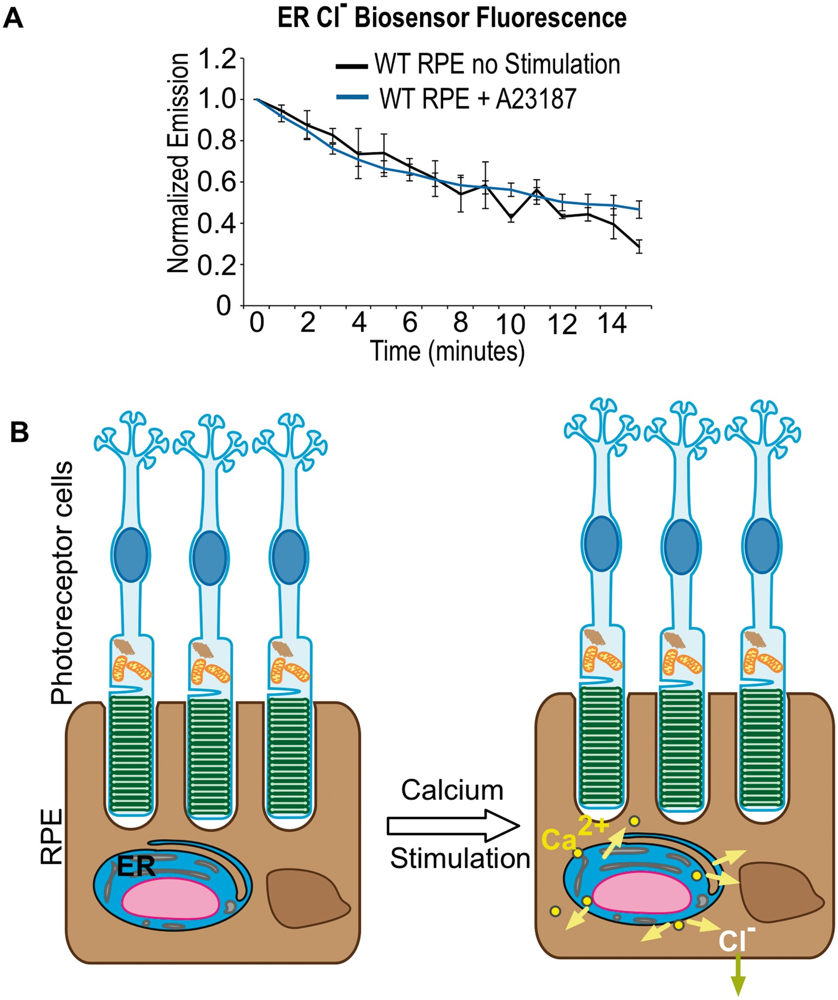 A
ER Cl⁻ Biosensor Fluorescence
WT RPE no Stimulation
WT RPE + A23187
Normalized Emission
1.2
1.0
0.8
0.6
0.4
0.2
0
0 2 4 6 8 10 12 14
Time (minutes)
B
Photoreceptor cells
RPE
ER
Calcium
Stimulation
Ca²⁺
Cl⁻